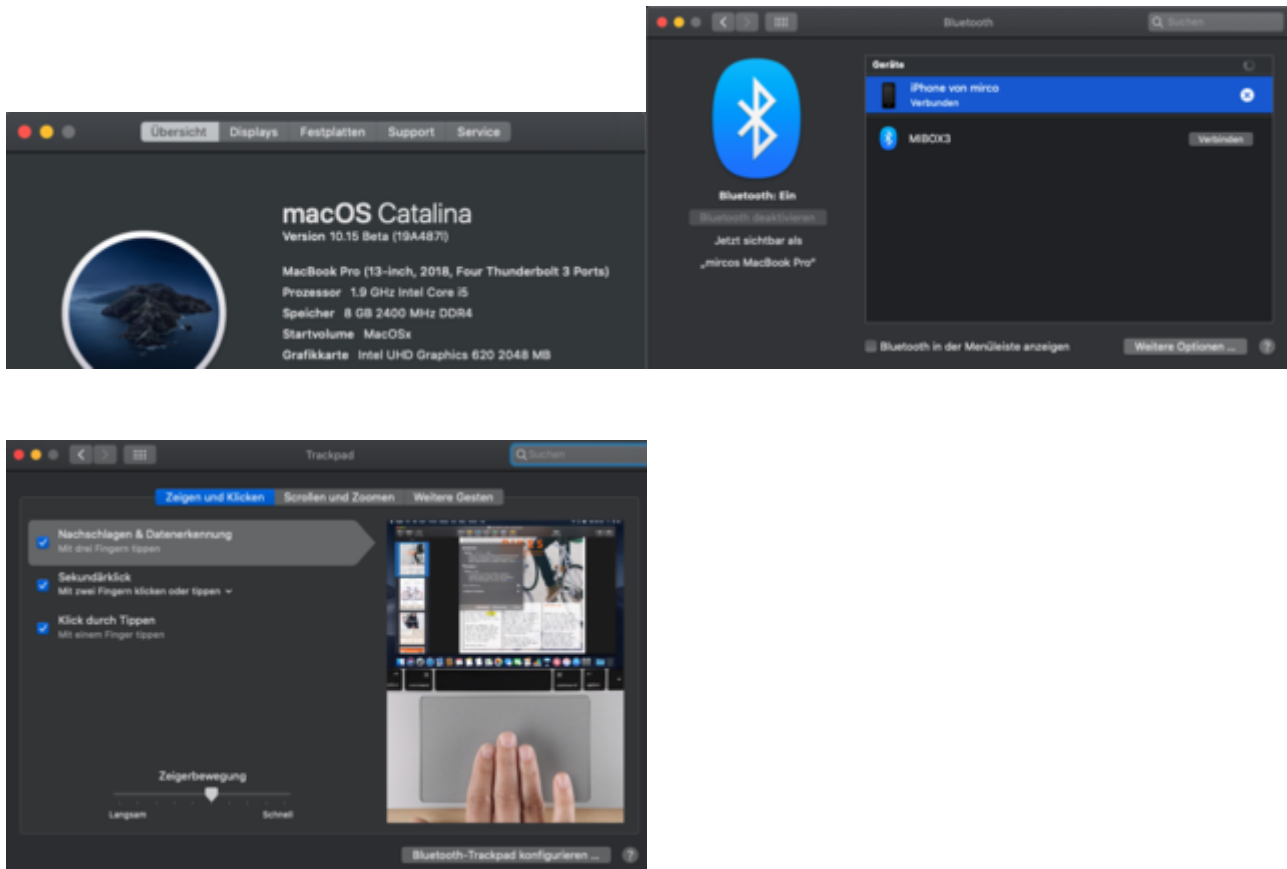 Übersicht Displays Festplatten Support Service
macOS Catalina
Version 10.15 Beta (19A487l)
MacBook Pro (13-inch, 2018, Four Thunderbolt 3 Ports)
Prozessor 1.9 GHz Intel Core i5
Speicher 8 GB 2400 MHz DDR4
Startvolume MacOSx
Grafikkarte Intel UHD Graphics 620 2048 MB
Bluetooth
Suchen
Bluetooth: Ein
Bluetooth deaktivieren
Jetzt sichtbar als
„mircos MacBook Pro“
Geräte
iPhone von mirco
Verbunden
MIBOX3
Verbinden
Bluetooth in der Menüleiste anzeigen
Weitere Optionen ...
?
Trackpad
Suchen
Zeigen und Klicken Scrollen und Zoomen Weitere Gesten
Nachschlagen & Datenerkennung
Mit drei Fingern tippen
Sekundärklick
Mit zwei Fingern klicken oder tippen
Klick durch Tippen
Mit einem Finger tippen
Zeigerbewegung
Langsam Schnell
Bluetooth-Trackpad konfigurieren ...
?